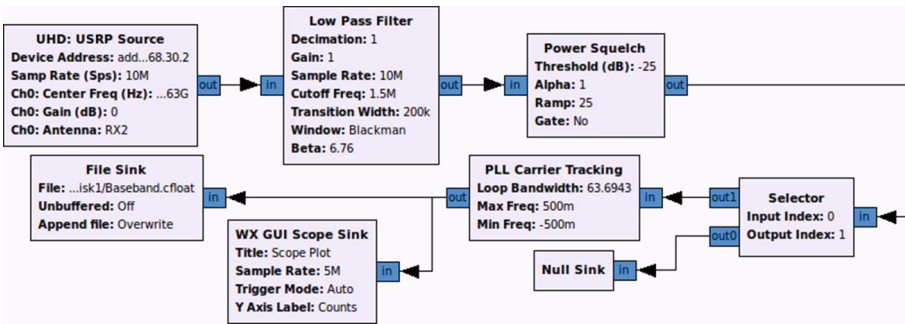 UHD: USRP Source
Device Address: add...68.30.2
Samp Rate (Sps): 10M
Ch0: Center Freq (Hz): ...63G
Ch0: Gain (dB): 0
Ch0: Antenna: RX2
out
in
Low Pass Filter
Decimation: 1
Gain: 1
Sample Rate: 10M
Cutoff Freq: 1.5M
Transition Width: 200k
Window: Blackman
Beta: 6.76
out
in
Power Squelch
Threshold (dB): -25
Alpha: 1
Ramp: 25
Gate: No
out
File Sink
File: ...isk1/Baseband.cfloat
Unbuffered: Off
Append file: Overwrite
in
WX GUI Scope Sink
Title: Scope Plot
Sample Rate: 5M
Trigger Mode: Auto
Y Axis Label: Counts
in
out
PLL Carrier Tracking
Loop Bandwidth: 63.6943
Max Freq: 500m
Min Freq: -500m
in
Null Sink
in
out1
out0
Selector
Input Index: 0
Output Index: 1
in